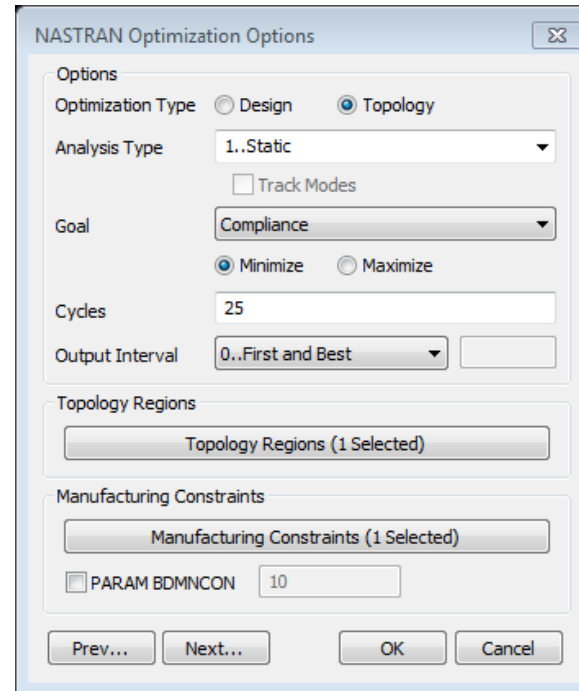 NASTRAN Optimization Options
Options
Optimization Type Design Topology
Analysis Type 1..Static
Track Modes
Goal Compliance
Minimize Maximize
Cycles 25
Output Interval 0..First and Best
Topology Regions
Topology Regions (1 Selected)
Manufacturing Constraints
Manufacturing Constraints (1 Selected)
PARAM BDMNCON 10
Prev... Next... OK Cancel